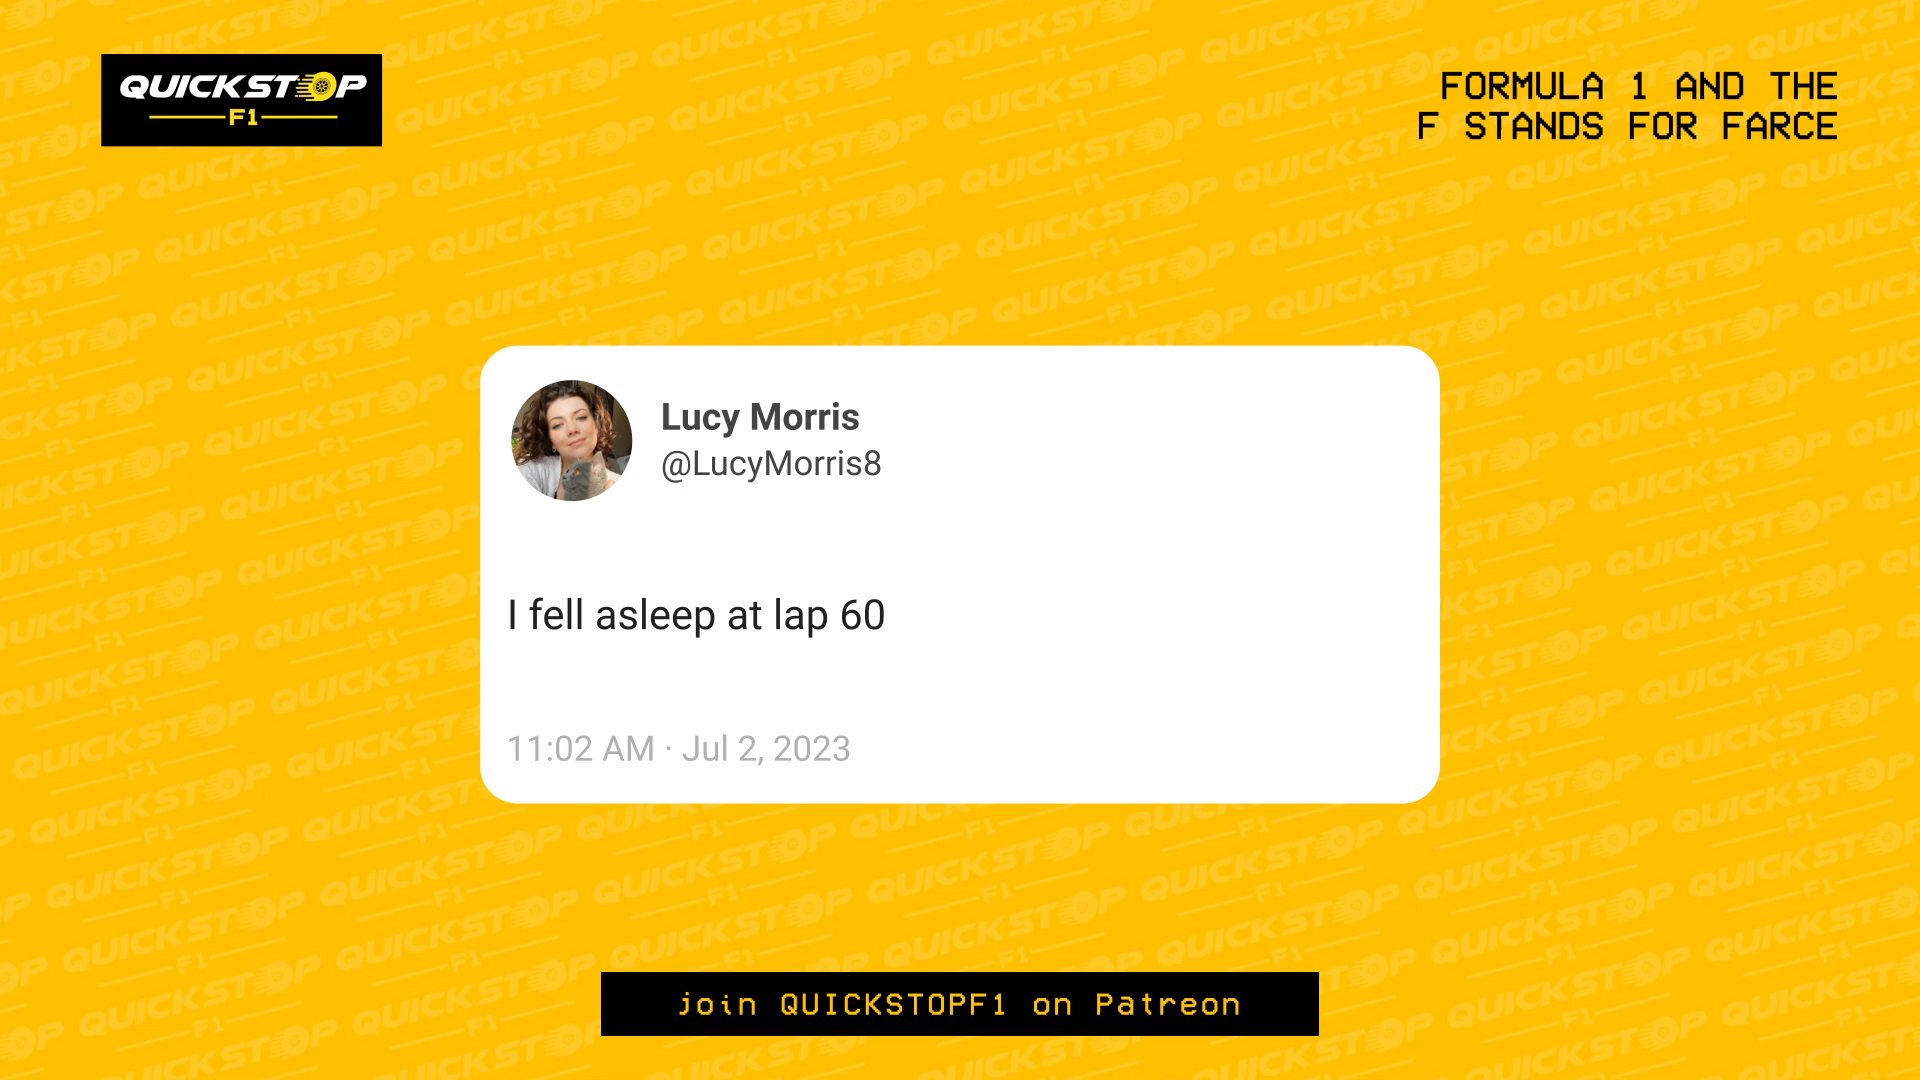 QUICKSTOP
F1
FORMULA 1 AND THE
F STANDS FOR FARCE
Lucy Morris
@LucyMorris8
I fell asleep at lap 60
11:02 AM · Jul 2, 2023
join QUICKSTOPF1 on Patreon